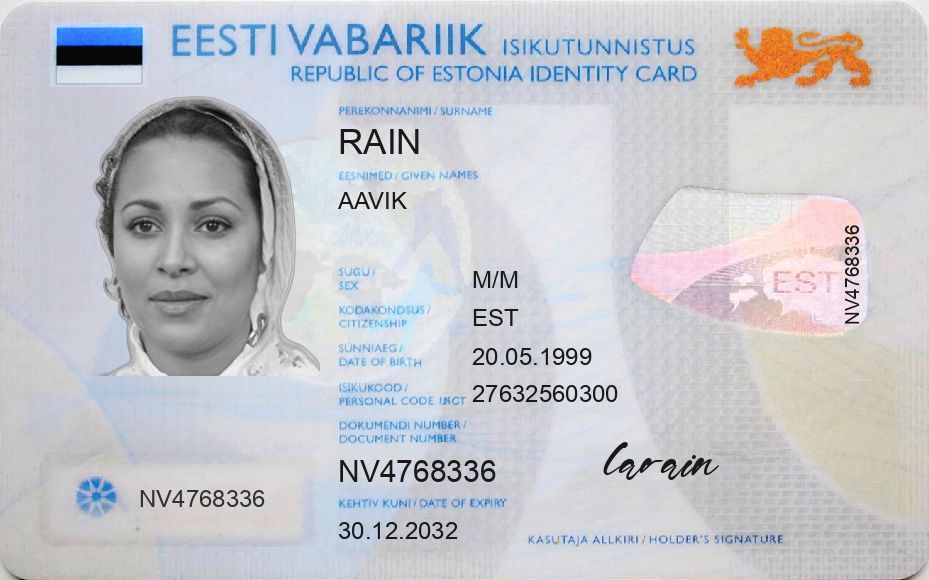 EESTI VABARIIK ISIKUTUNNISTUS
REPUBLIC OF ESTONIA IDENTITY CARD
PEREKONNANIMI / SURNAME
RAIN
EESNIMED / GIVEN NAMES
AAVIK
SUGU /
SEX
M/M
KODAKONDSUS /
CITIZENSHIP
EST
SÜNNIAEG /
DATE OF BIRTH
20.05.1999
ISIKUKOOD /
PERSONAL CODE
27632560300
DOKUMENDI NUMBER /
DOCUMENT NUMBER
NV4768336
KEHTIV KUNI / DATE OF EXPIRY
30.12.2032
NV4768336
EST
NV4768336
larain
KASUTAJA ALLKIRI / HOLDER'S SIGNATURE